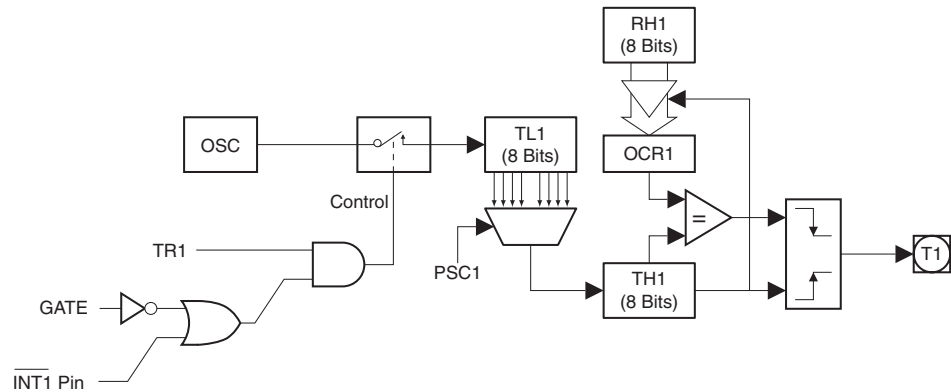 RH1
(8 Bits)
OSC
TL1
(8 Bits)
OCR1
Control
=
TR1
PSC1
TH1
(8 Bits)
T1
GATE
INT1 Pin